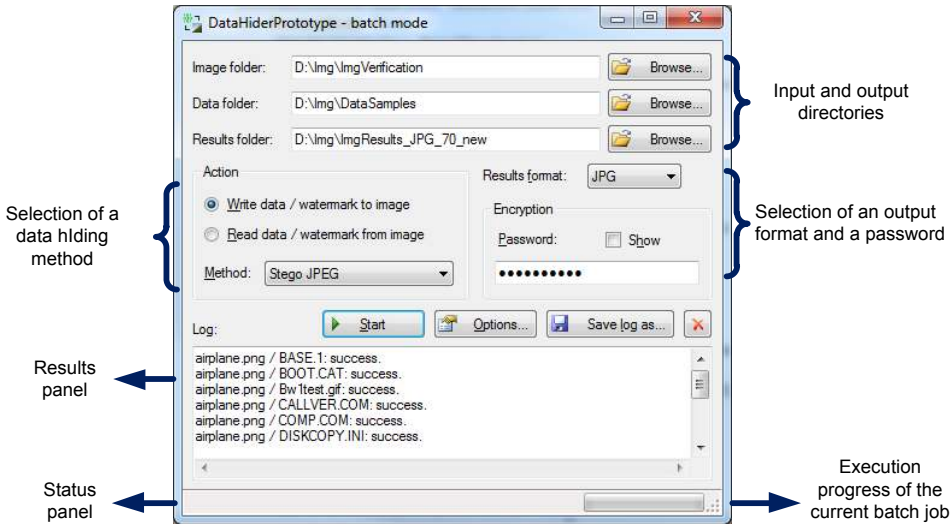 DataHiderPrototype - batch mode
Image folder: D:\Img\ImgVerification Browse...
Data folder: D:\Img\DataSamples Browse...
Results folder: D:\Img\ImgResults_JPG_70_new Browse...
Input and output
directories
Action
Write data / watermark to image
Read data / watermark from image
Method: Stego JPEG
Selection of a
data hIding
method
Results format: JPG
Encryption
Password: Show
••••••••••
Selection of an output
format and a password
Log: Start Options... Save log as...
airplane.png / BASE.1: success.
airplane.png / BOOT.CAT: success.
airplane.png / Bw1test.gif: success.
airplane.png / CALLVER.COM: success.
airplane.png / COMP.COM: success.
airplane.png / DISKCOPY.INI: success.
Results
panel
Status
panel
Execution
progress of the
current batch job